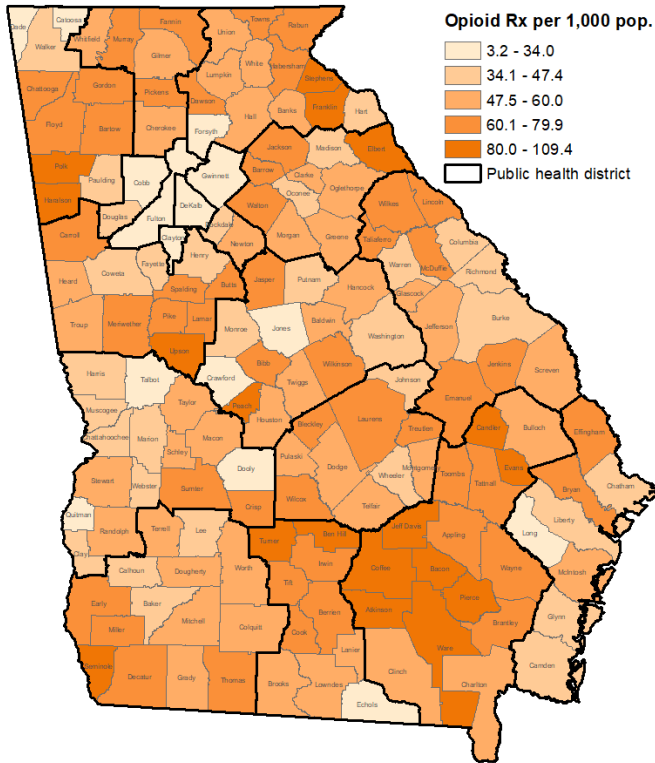 Opioid Rx per 1,000 pop.
3.2 - 34.0
34.1 - 47.4
47.5 - 60.0
60.1 - 79.9
80.0 - 109.4
Public health district
Dade
Catoosa
Walker
Whitfield
Murray
Fannin
Gilmer
Union
Towns
Rabun
White
Habersham
Lumpkin
Stephens
Chattooga
Gordon
Pickens
Dawson
Hall
Banks
Franklin
Hart
Floyd
Bartow
Cherokee
Forsyth
Jackson
Madison
Elbert
Polk
Paulding
Cobb
Gwinnett
Barrow
Clarke
Oglethorpe
Oconee
Haralson
Douglas
Fulton
DeKalb
Walton
Wilkes
Lincoln
Carroll
Clayton
Rockdale
Newton
Morgan
Greene
Taliaferro
McDuffie
Columbia
Heard
Coweta
Fayette
Henry
Butts
Jasper
Putnam
Hancock
Warren
Richmond
Spalding
Glascock
Troup
Meriwether
Pike
Lamar
Monroe
Jones
Baldwin
Washington
Jefferson
Burke
Upson
Harris
Talbot
Crawford
Bibb
Wilkinson
Twiggs
Johnson
Jenkins
Screven
Emanuel
Muscogee
Taylor
Peach
Houston
Laurens
Treutlen
Candler
Bulloch
Effingham
Chattahoochee
Marion
Macon
Bleckley
Schley
Pulaski
Dodge
Wheeler
Montgomery
Toombs
Tattnall
Evans
Bryan
Chatham
Stewart
Webster
Sumter
Dooly
Crisp
Wilcox
Telfair
Long
Liberty
Quitman
Randolph
Terrell
Lee
Turner
Ben Hill
Jeff Davis
Appling
Clay
Calhoun
Dougherty
Worth
Irwin
Tift
Coffee
Bacon
Wayne
McIntosh
Early
Baker
Mitchell
Colquitt
Berrien
Cook
Atkinson
Pierce
Brantley
Glynn
Miller
Lanier
Ware
Seminole
Decatur
Grady
Thomas
Brooks
Lowndes
Clinch
Charlton
Camden
Echols